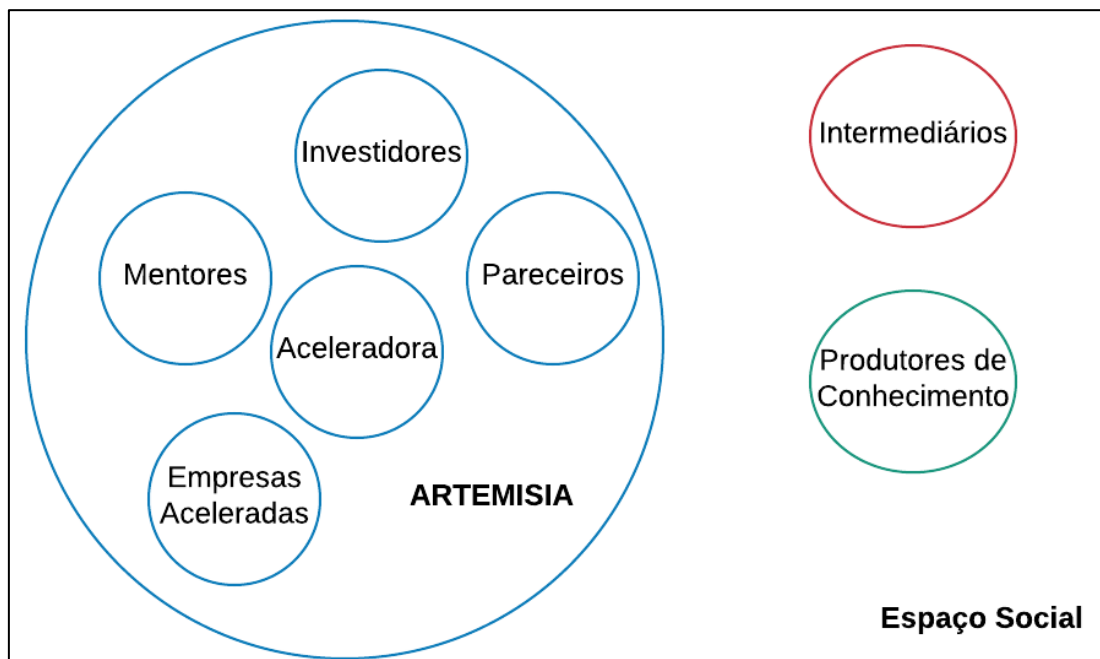 Investidores
Intermediários
Mentores
Pareceiros
Aceleradora
Produtores de
Conhecimento
Empresas
Aceleradas
ARTEMISIA
Espaço Social